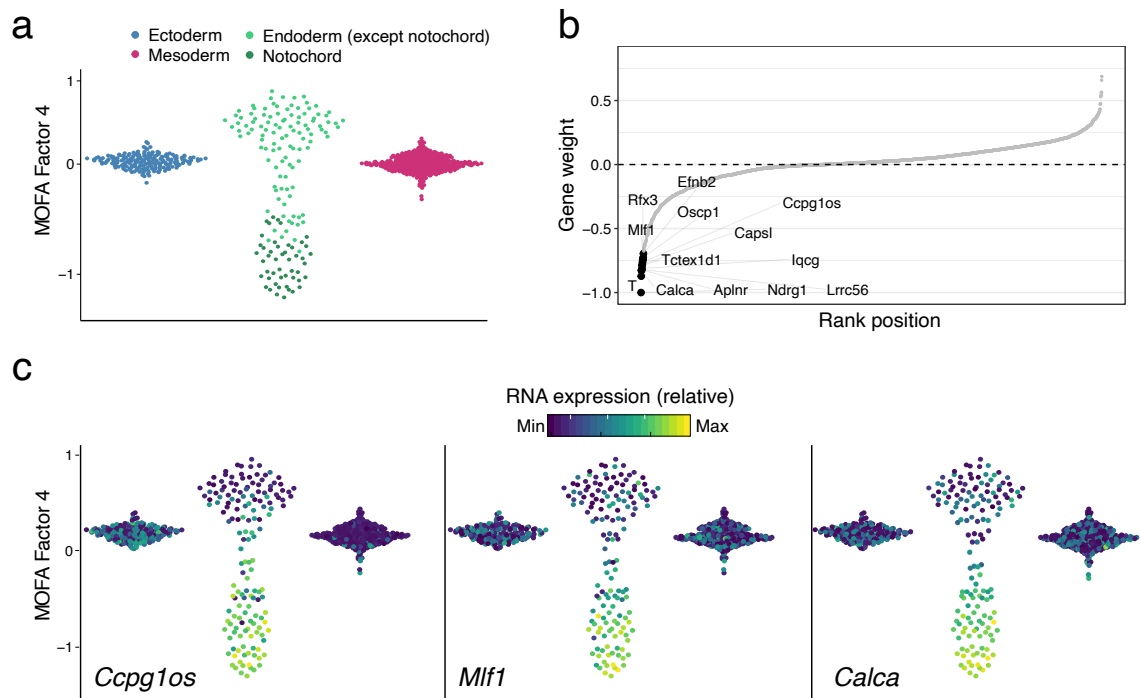 a
Ectoderm
Endoderm (except notochord)
Mesoderm
Notochord
MOFA Factor 4
1
0
−1
b
Gene weight
0.5
0.0
−0.5
−1.0
Efnb2
Rfx3
Ccpg1os
Oscp1
Mlf1
Capsl
Tctex1d1
Iqcg
T
Calca
Aplnr
Ndrg1
Lrrc56
Rank position
c
RNA expression (relative)
Min
Max
MOFA Factor 4
1
0
−1
Ccpg1os
Mlf1
Calca